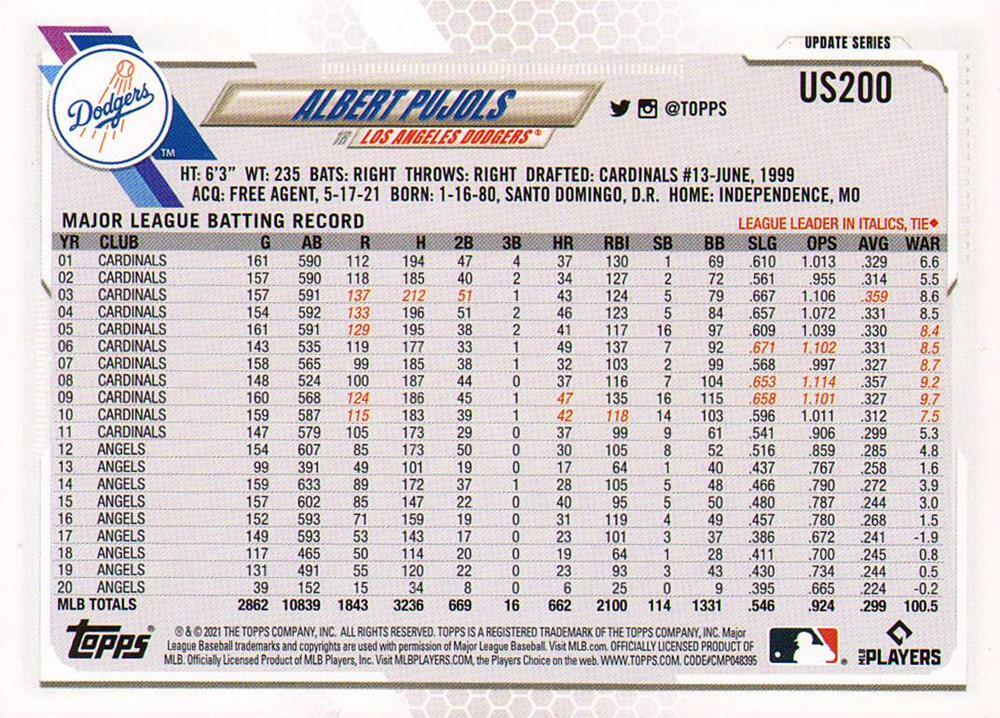 UPDATE SERIES
US200
Dodgers
TM
ALBERT PUJOLS
@TOPPS
1B LOS ANGELES DODGERS®
HT: 6'3" WT: 235 BATS: RIGHT THROWS: RIGHT DRAFTED: CARDINALS #13-JUNE, 1999
ACQ: FREE AGENT, 5-17-21 BORN: 1-16-80, SANTO DOMINGO, D.R. HOME: INDEPENDENCE, MO
MAJOR LEAGUE BATTING RECORD LEAGUE LEADER IN ITALICS, TIE♦
YR CLUB G AB R H 2B 3B HR RBI SB BB SLG OPS AVG WAR
01 CARDINALS 161 590 112 194 47 4 37 130 1 69 .610 1.013 .329 6.6
02 CARDINALS 157 590 118 185 40 2 34 127 2 72 .561 .955 .314 5.5
03 CARDINALS 157 591 137 212 51 1 43 124 5 79 .667 1.106 .359 8.6
04 CARDINALS 154 592 133 196 51 2 46 123 5 84 .657 1.072 .331 8.5
05 CARDINALS 161 591 129 195 38 2 41 117 16 97 .609 1.039 .330 8.4
06 CARDINALS 143 535 119 177 33 1 49 137 7 92 .671 1.102 .331 8.5
07 CARDINALS 158 565 99 185 38 1 32 103 2 99 .568 .997 .327 8.7
08 CARDINALS 148 524 100 187 44 0 37 116 7 104 .653 1.114 .357 9.2
09 CARDINALS 160 568 124 186 45 1 47 135 16 115 .658 1.101 .327 9.7
10 CARDINALS 159 587 115 183 39 1 42 118 14 103 .596 1.011 .312 7.5
11 CARDINALS 147 579 105 173 29 0 37 99 9 61 .541 .906 .299 5.3
12 ANGELS 154 607 85 173 50 0 30 105 8 52 .516 .859 .285 4.8
13 ANGELS 99 391 49 101 19 0 17 64 1 40 .437 .767 .258 1.6
14 ANGELS 159 633 89 172 37 1 28 105 5 48 .466 .790 .272 3.9
15 ANGELS 157 602 85 147 22 0 40 95 5 50 .480 .787 .244 3.0
16 ANGELS 152 593 71 159 19 0 31 119 4 49 .457 .780 .268 1.5
17 ANGELS 149 593 53 143 17 0 23 101 3 37 .386 .672 .241 -1.9
18 ANGELS 117 465 50 114 20 0 19 64 1 28 .411 .700 .245 0.8
19 ANGELS 131 491 55 120 22 0 23 93 3 43 .430 .734 .244 0.5
20 ANGELS 39 152 15 34 8 0 6 25 0 9 .395 .665 .224 -0.2
MLB TOTALS 2862 10839 1843 3236 669 16 662 2100 114 1331 .546 .924 .299 100.5
Topps®
® & © 2021 THE TOPPS COMPANY, INC. ALL RIGHTS RESERVED. TOPPS IS A REGISTERED TRADEMARK OF THE TOPPS COMPANY, INC. Major
League Baseball trademarks and copyrights are used with permission of Major League Baseball. Visit MLB.com. OFFICIALLY LICENSED PRODUCT OF
MLB. Officially Licensed Product of MLB Players, Inc. Visit MLBPLAYERS.COM, the Players Choice on the web. WWW.TOPPS.COM. CODE#CMP048395
MLB PLAYERS